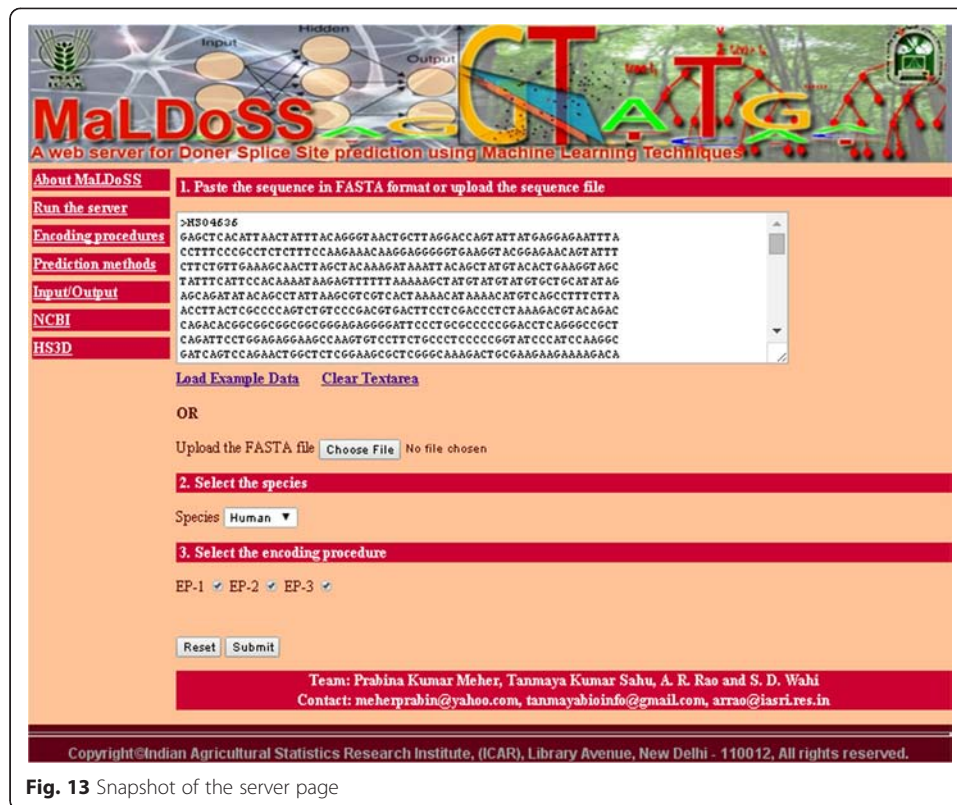 Input
Hidden
Output
GT
A T G
MaLDoSS
A web server for Doner Splice Site prediction using Machine Learning Techniques
About MaLDoSS
Run the server
Encoding procedures
Prediction methods
Input/Output
NCBI
HS3D
1. Paste the sequence in FASTA format or upload the sequence file
>HS04636
GAGCTCACATTAACTATTTACAGGGTAACTGCTTAGGACCAGTATTATGAGGAGAATTTA
CCTTTCCCGCCTCTCTTTCCAAGAAACAAGGAGGGGGTGAAGGTACGGAGAACAGTATTT
CTTCTGTTGAAAGCAACTTAGCTACAAAGATAAATTACAGCTATGTACACTGAAGGTAGC
TATTTCATTCCACAAAATAAGAGTTTTTTAAAAAGCTATGTATGTATGTGCTGCATATAG
AGCAGATATACAGCCTATTAAGCGTCGTCACTAAAACATAAAACATGTCAGCCTTTCTTA
ACCTTACTCGCCCCAGTCTGTCCCGACGTGACTTCCTCGACCCTCTAAAGACGTACAGAC
CAGACACGGCGGCGGCGGCGGGAGAGGGGATTCCCTGCGCCCCCGGACCTCAGGGCCGCT
CAGATTCCTGGAGAGGAAGCCAAGTGTCCTTCTGCCCTCCCCCGGTATCCCATCCAAGGC
GATCAGTCCAGAACTGGCTCTCGGAAGCGCTCGGGCAAAGACTGCGAAGAAGAAAAGACA
Load Example Data Clear Textarea
OR
Upload the FASTA file Choose File No file chosen
2. Select the species
Species Human
3. Select the encoding procedure
EP-1 EP-2 EP-3
Reset Submit
Team: Prabina Kumar Meher, Tanmaya Kumar Sahu, A. R. Rao and S. D. Wahi
Contact: meherprabin@yahoo.com, tanmayabioinfo@gmail.com, arrao@iasri.res.in
Copyright©Indian Agricultural Statistics Research Institute, (ICAR), Library Avenue, New Delhi - 110012, All rights reserved.
Fig. 13 Snapshot of the server page